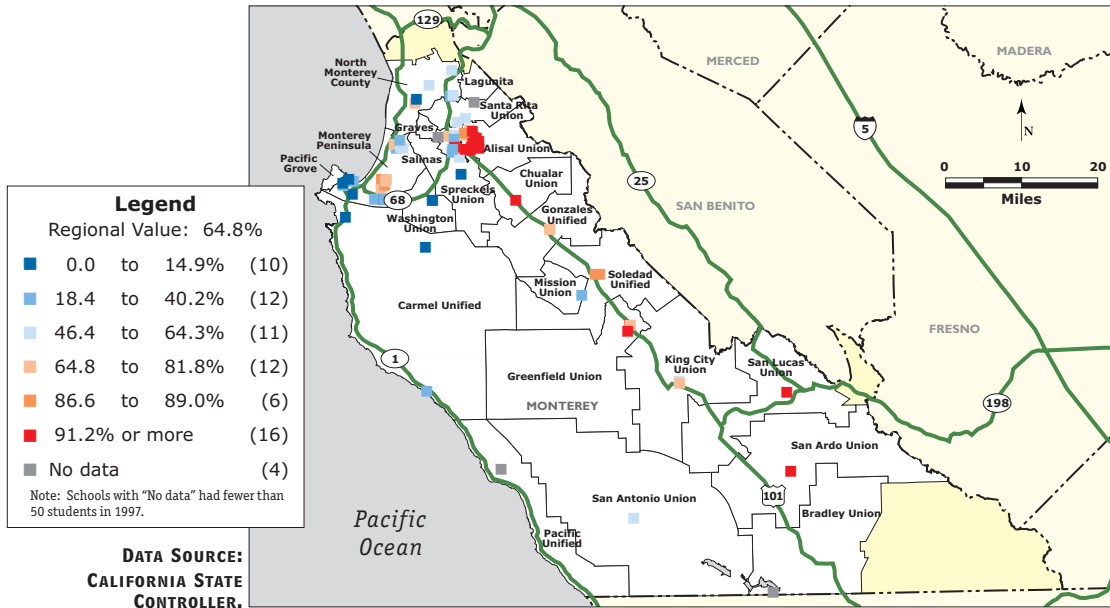 129
MADERA
MERCED
North
Monterey
County
Lagunita
Santa Rita
Union
N
5
Graves
Monterey
Peninsula
Alisal Union
Salinas
Pacific
Grove
Chualar
Union
25
0
10
20
Miles
Spreckels
Union
68
SAN BENITO
Gonzales
Unified
Washington
Union
Soledad
Unified
Mission
Union
Carmel Unified
FRESNO
1
King City
Union
San Lucas
Union
Greenfield Union
MONTEREY
198
San Ardo Union
101
San Antonio Union
Bradley Union
Pacific
Ocean
Pacific
Unified
Legend
Regional Value: 64.8%
0.0 to 14.9% (10)
18.4 to 40.2% (12)
46.4 to 64.3% (11)
64.8 to 81.8% (12)
86.6 to 89.0% (6)
91.2% or more (16)
No data (4)
Note: Schools with “No data” had fewer than
50 students in 1997.
DATA SOURCE:
CALIFORNIA STATE
CONTROLLER.